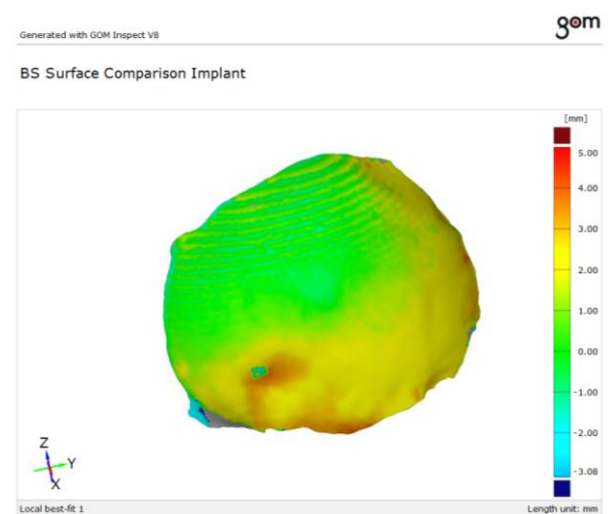 gom
Generated with GOM Inspect V8
BS Surface Comparison Implant
[mm]
5.00
4.00
3.00
2.00
1.00
0.00
-1.00
-2.00
-3.08
Z
Y
X
Local best-fit 1
Length unit: mm